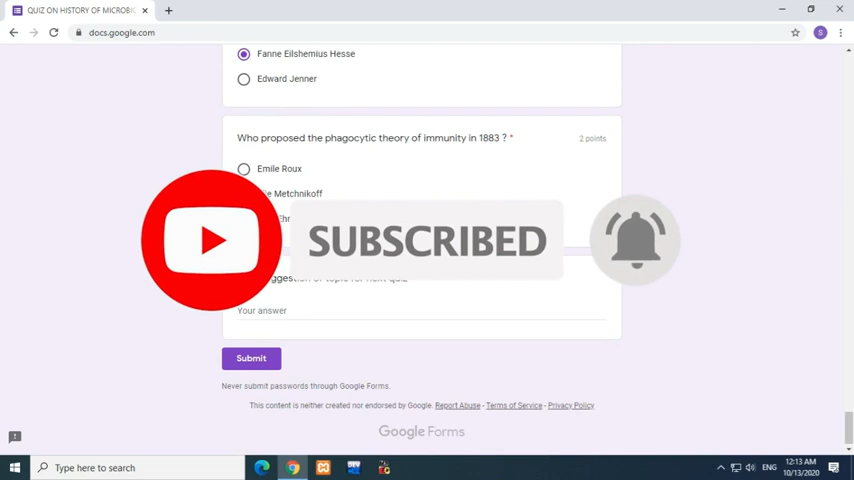 QUIZ ON HISTORY OF MICROBIO
docs.google.com
Fanne Eilshemius Hesse
Edward Jenner
Who proposed the phagocytic theory of immunity in 1883 ? *
2 points
Emile Roux
Metchnikoff
SUBSCRIBED
Your answer
Submit
Never submit passwords through Google Forms.
This content is neither created nor endorsed by Google. Report Abuse - Terms of Service - Privacy Policy
Google Forms
Type here to search
ENG
12:13 AM
10/13/2020